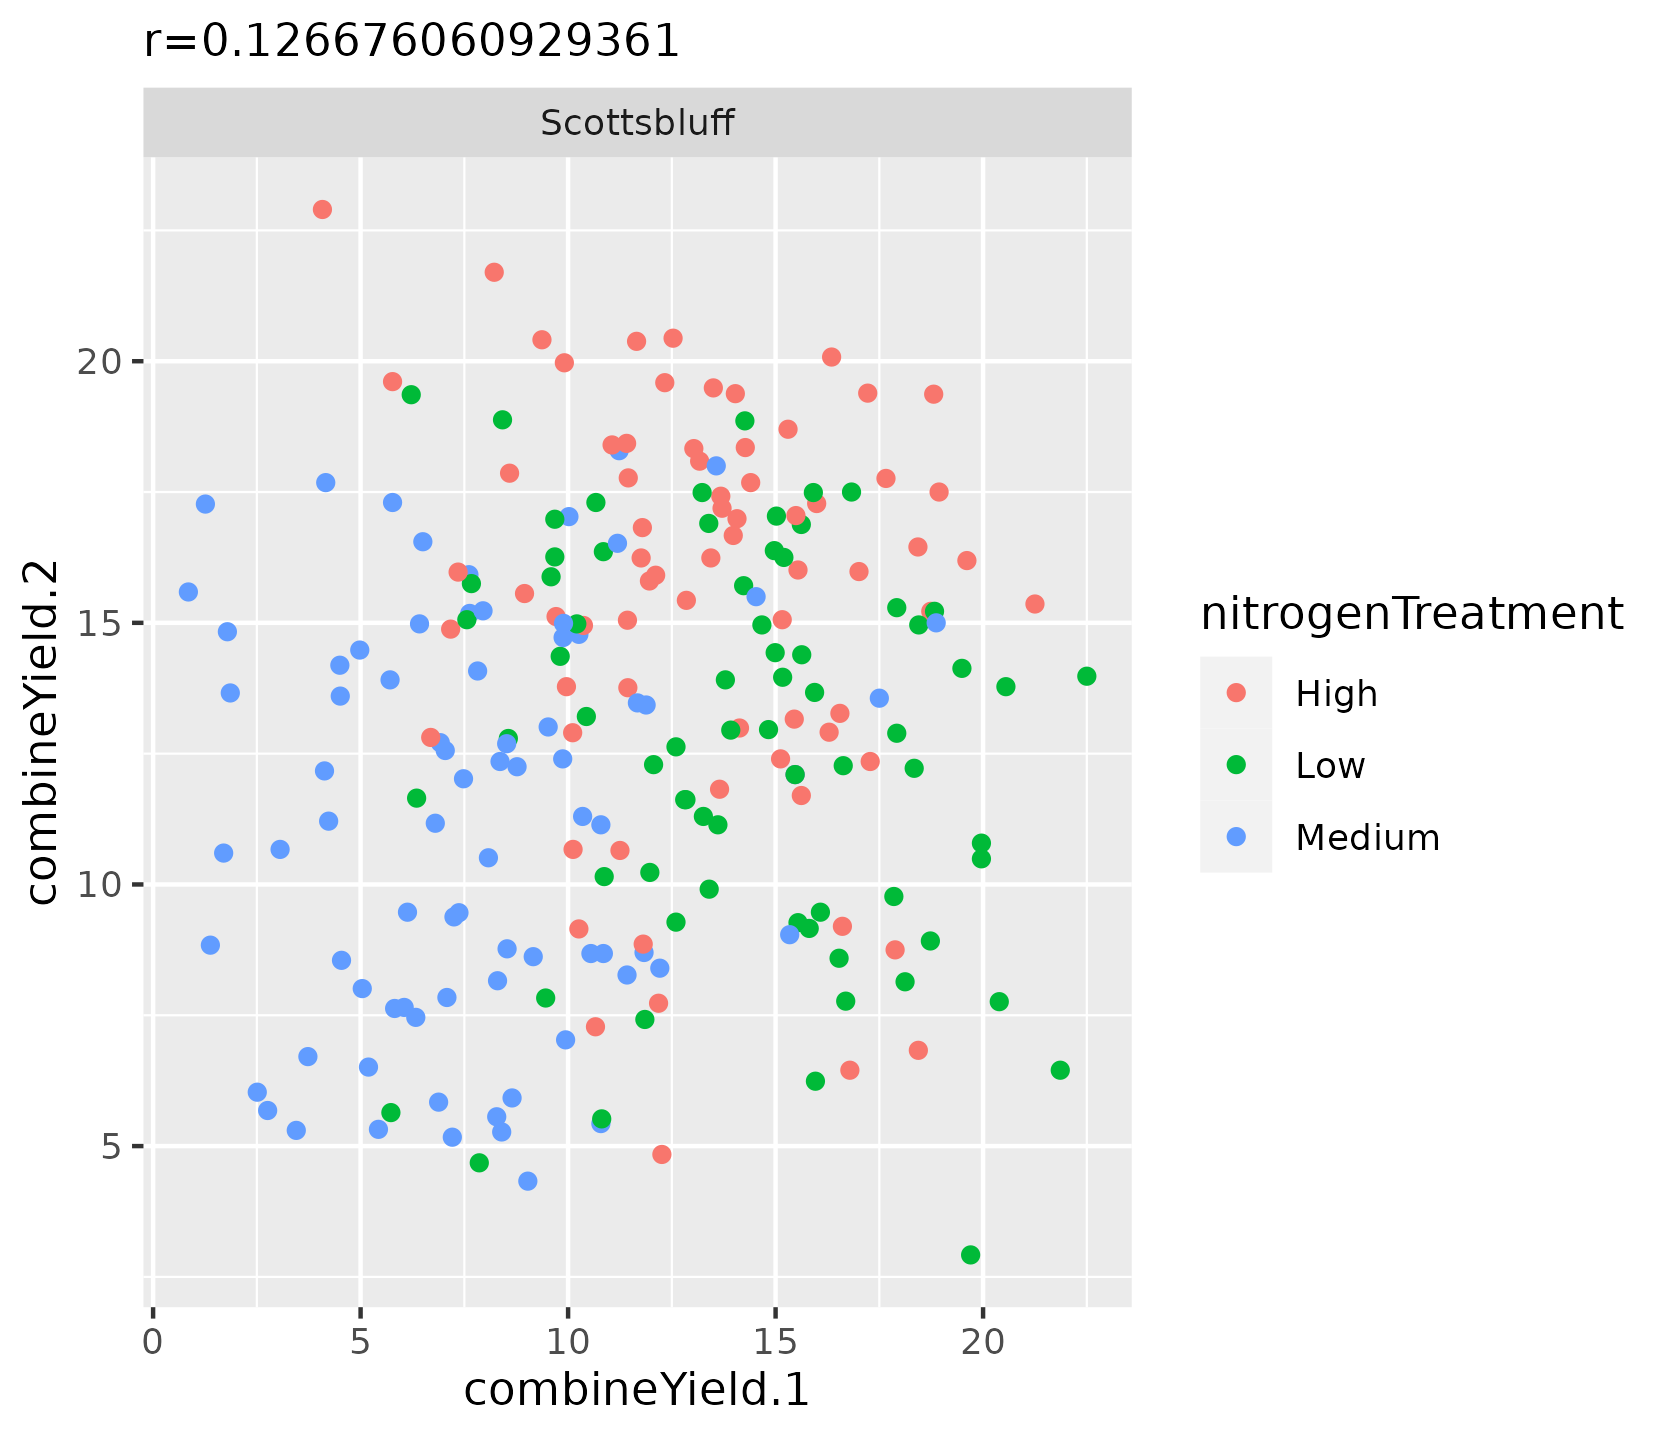 r=0.126676060929361
Scottsbluff
combineYield.2
20
15
10
5
0 5 10 15 20
combineYield.1
nitrogenTreatment
High
Low
Medium